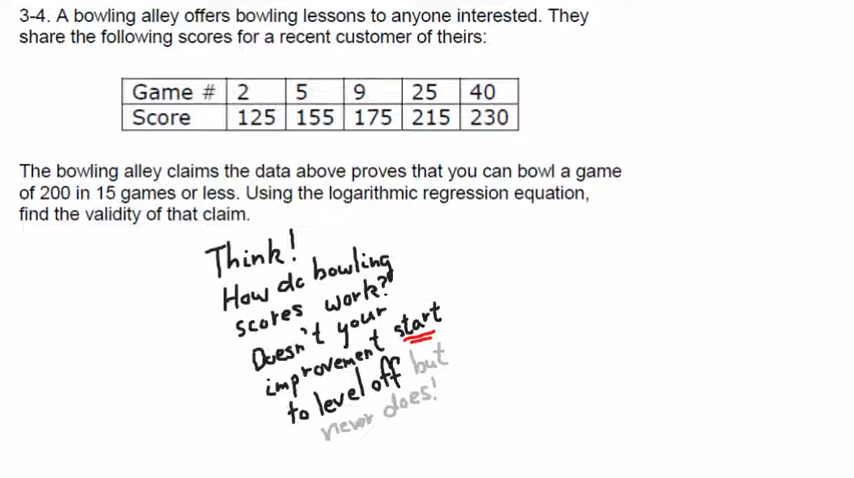 3-4. A bowling alley offers bowling lessons to anyone interested. They
share the following scores for a recent customer of theirs:
Game # 2 5 9 25 40
Score 125 155 175 215 230
The bowling alley claims the data above proves that you can bowl a game
of 200 in 15 games or less. Using the logarithmic regression equation,
find the validity of that claim.
Think!
How do bowling
scores work?
Doesn't your
improvement start
to level off but
never does!